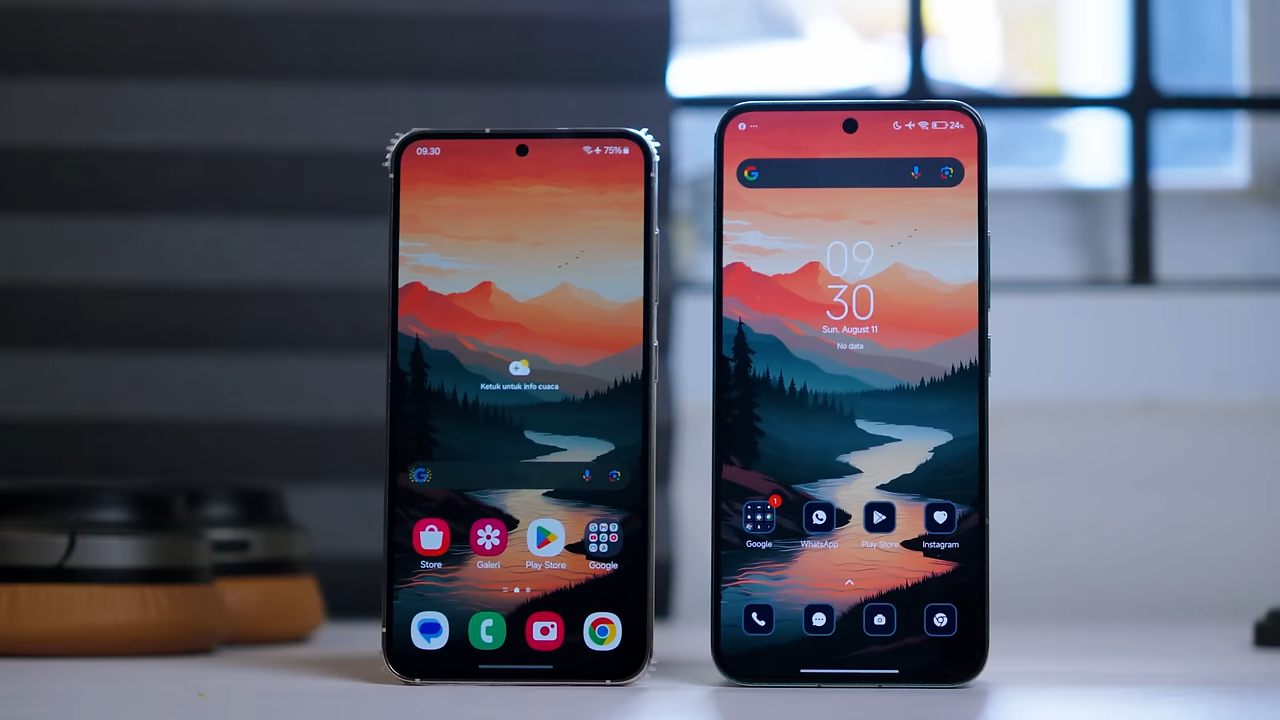 09.30
75%
Ketuk untuk info cuaca
Store
Galeri
Play Store
Google
24%
09
30
Sun, August 11
No data
1
Google
WhatsApp
Play Store
Instagram